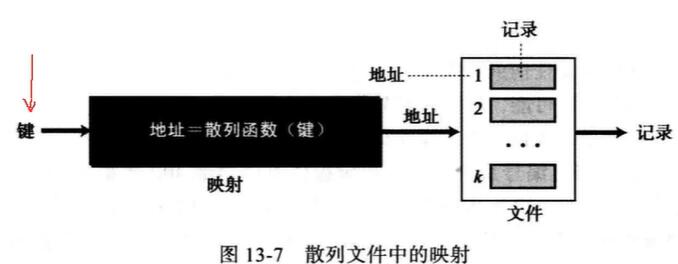 记录
地址
1
键
地址＝散列函数（键）
地址
2
...
记录
映射
k
文件
图 13-7 散列文件中的映射